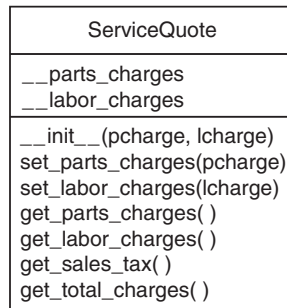 ServiceQuote
__parts_charges
__labor_charges
__init__(pcharge, lcharge)
set_parts_charges(pcharge)
set_labor_charges(lcharge)
get_parts_charges( )
get_labor_charges( )
get_sales_tax( )
get_total_charges( )